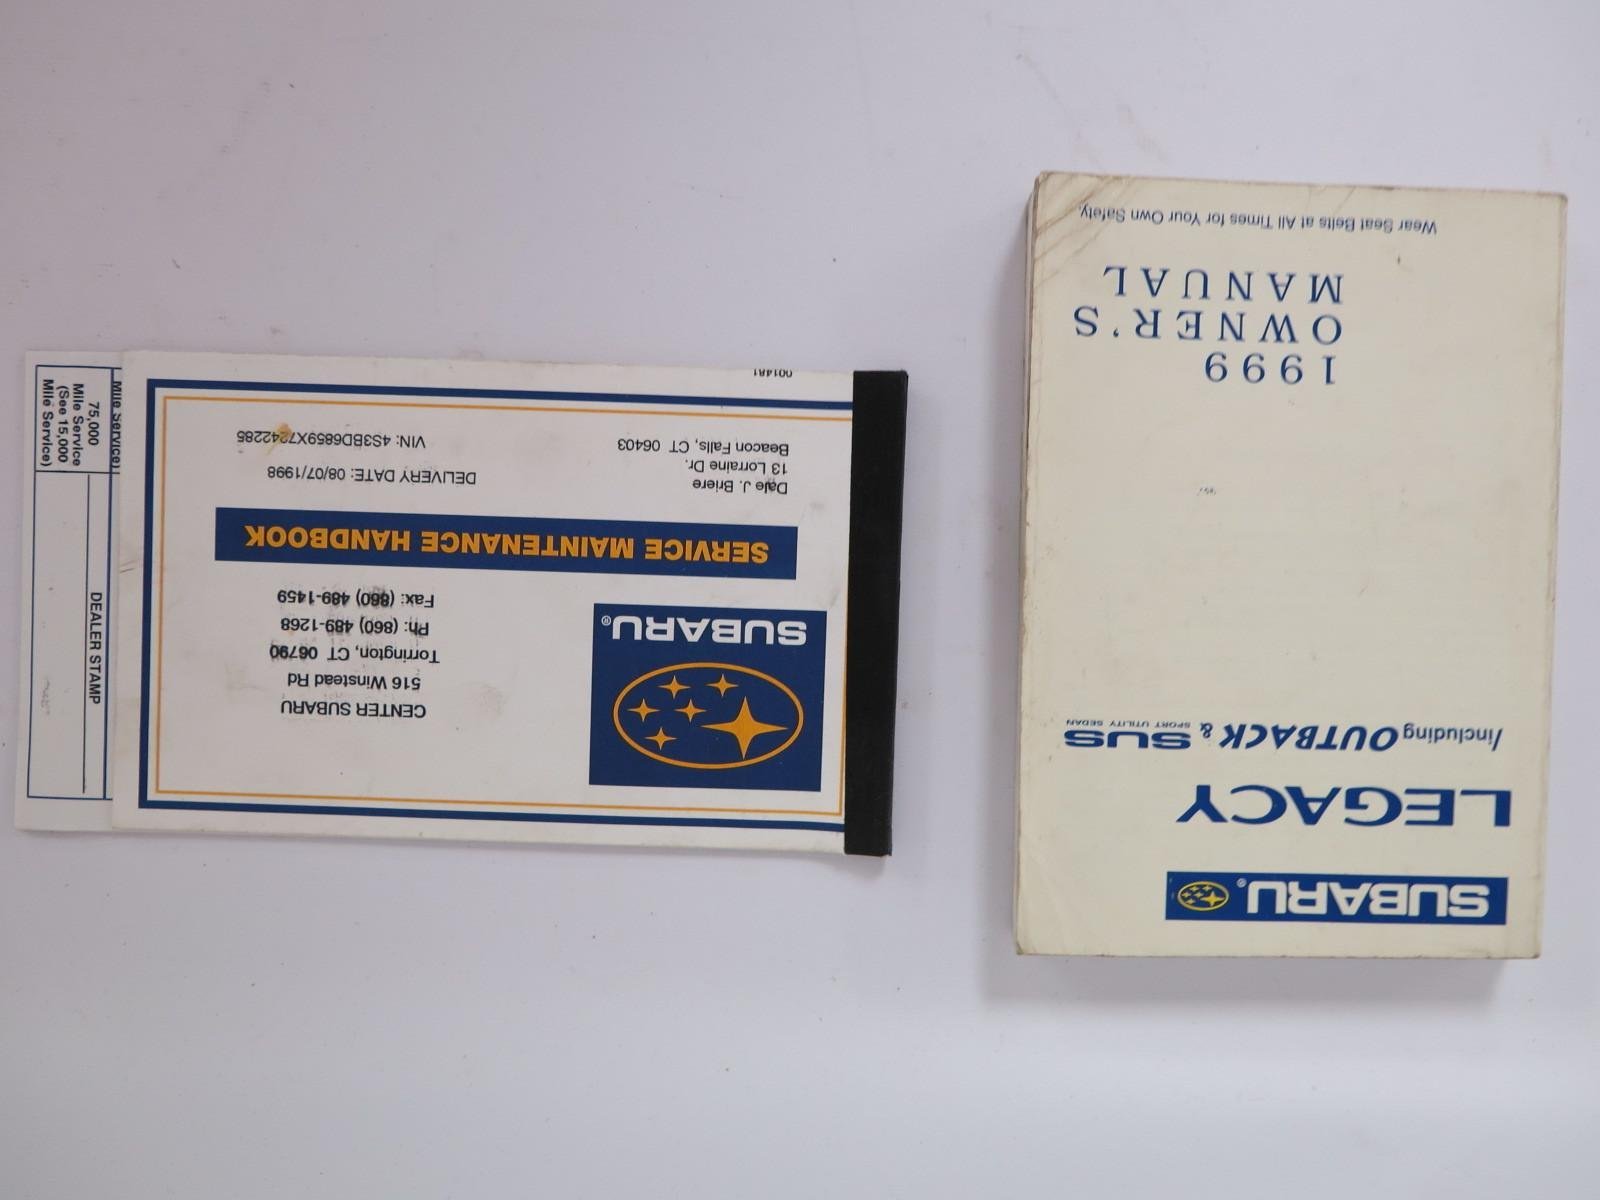 SUBARU®
LEGACY
Including OUTBACK & SUS
SPORT UTILITY SEDAN
1999
OWNER'S
MANUAL
Wear Seat Belts at All Times for Your Own Safety.
SUBARU®
CENTER SUBARU
516 Winstead Rd
Torrington, CT 06790
Ph: (860) 489-1268
Fax: (860) 489-1459
SERVICE MAINTENANCE HANDBOOK
Dale J. Briere
13 Lorraine Dr.
Beacon Falls, CT 06403
DELIVERY DATE: 08/07/1998
VIN: 4S3BD6859X7242285
001481
Mile Service)
75,000
Mile Service
(See 15,000
Mile Service)
DEALER STAMP